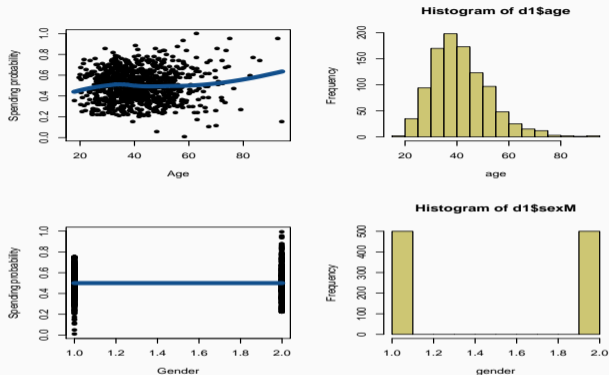 Histogram of d1$age
Spending probability
0.0 0.2 0.4 0.6 0.8 1.0
20 40 60 80
Age
Frequency
0 50 100 150 200
20 40 60 80
age
Histogram of d1$sexM
Spending probability
0.0 0.2 0.4 0.6 0.8 1.0
1.0 1.2 1.4 1.6 1.8 2.0
Gender
Frequency
0 100 200 300 400 500
1.0 1.2 1.4 1.6 1.8 2.0
gender